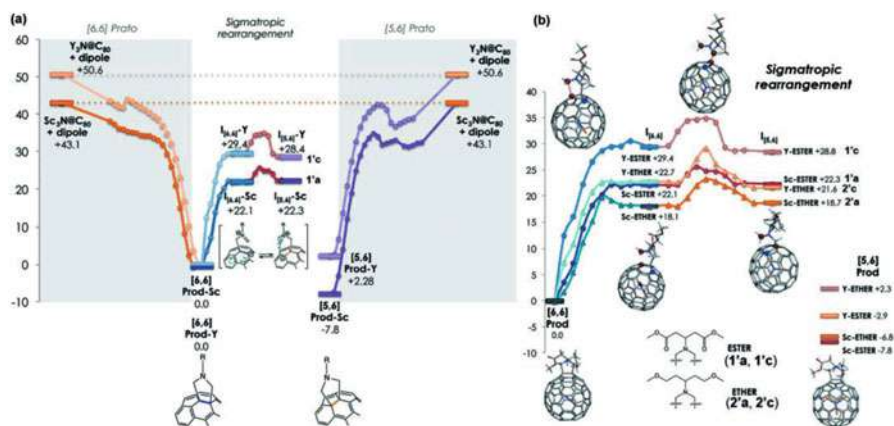 (a)
[6,6] Prato
Sigmatropic
rearrangement
[5,6] Prato
60
50
40
30
20
10
0
-10
Y3N@C80
+ dipole
+50.6
Sc3N@C80
+ dipole
+43.1
I[6,6]-Y
+29.4
I[5,6]-Y
+28.4
1'c
1'a
I[6,6]-Sc
+22.1
I[5,6]-Sc
+22.3
Y3N@C80
+ dipole
+50.6
Sc3N@C80
+ dipole
+43.1
[6,6]
Prod-Sc
0.0
[6,6]
Prod-Y
0.0
[5,6]
Prod-Y
+2.28
[5,6]
Prod-Sc
-7.8
R
N
R
N
(b)
Sigmatropic
rearrangement
40
35
30
25
20
15
10
5
0
-5
-10
I[6,6]
I[5,6]
Y-ESTER +29.4
Y-ETHER +22.7
Sc-ESTER +22.1
Sc-ETHER +18.1
Y-ESTER +28.8 1'c
Sc-ESTER +22.3 1'a
Y-ETHER +21.6 2'c
Sc-ETHER +18.7 2'a
[6,6]
Prod
0.0
[5,6]
Prod
Y-ETHER +2.3
Y-ESTER -2.9
Sc-ETHER -6.8
Sc-ESTER -7.8
ESTER
(1'a, 1'c)
ETHER
(2'a, 2'c)